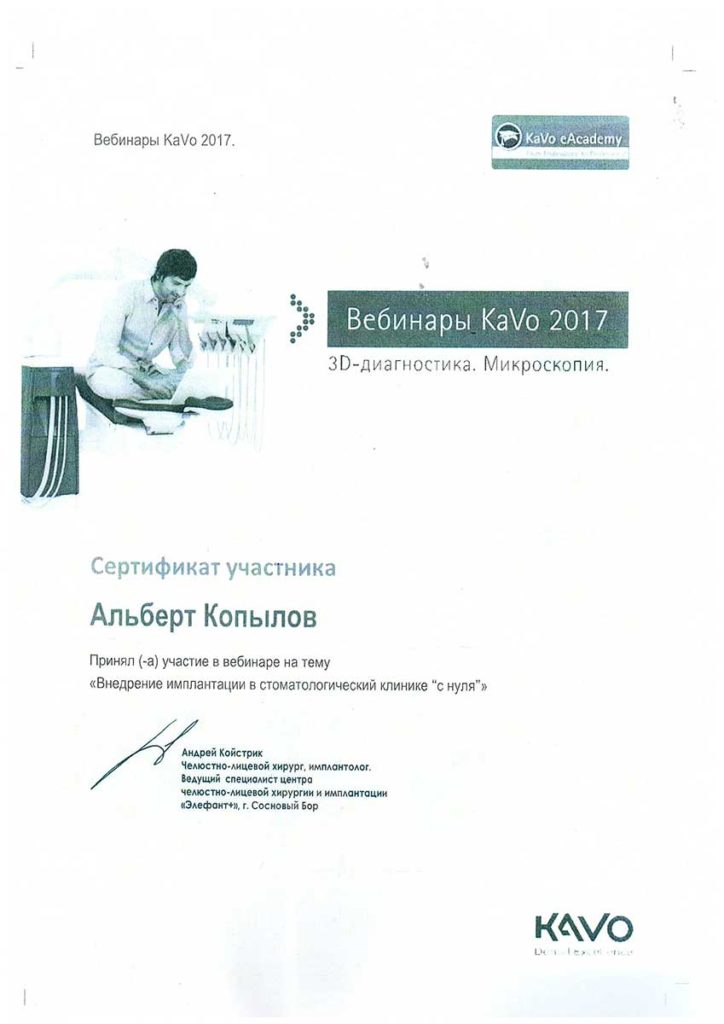 Вебинары KaVo 2017.
KaVo eAcademy
Вебинары KaVo 2017
3D-диагностика. Микроскопия.
Сертификат участника
Альберт Копылов
Принял (-а) участие в вебинаре на тему
«Внедрение имплантации в стоматологический клинике “с нуля”»
Андрей Койстрик
Челюстно-лицевой хирург, имплантолог.
Ведущий специалист центра
челюстно-лицевой хирургии и имплантации
«Элефант+», г. Сосновый Бор
KAVO
Dental Excellence